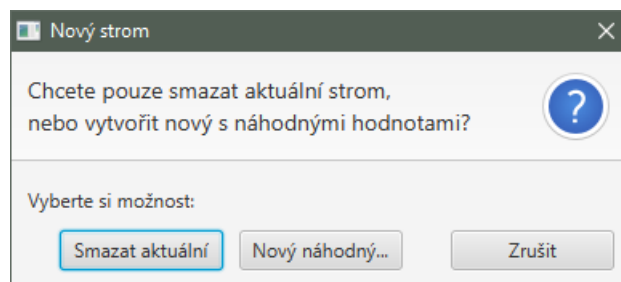 Nový strom
Chcete pouze smazat aktuální strom,
nebo vytvořit nový s náhodnými hodnotami?
?
Vyberte si možnost:
Smazat aktuální Nový náhodný... Zrušit